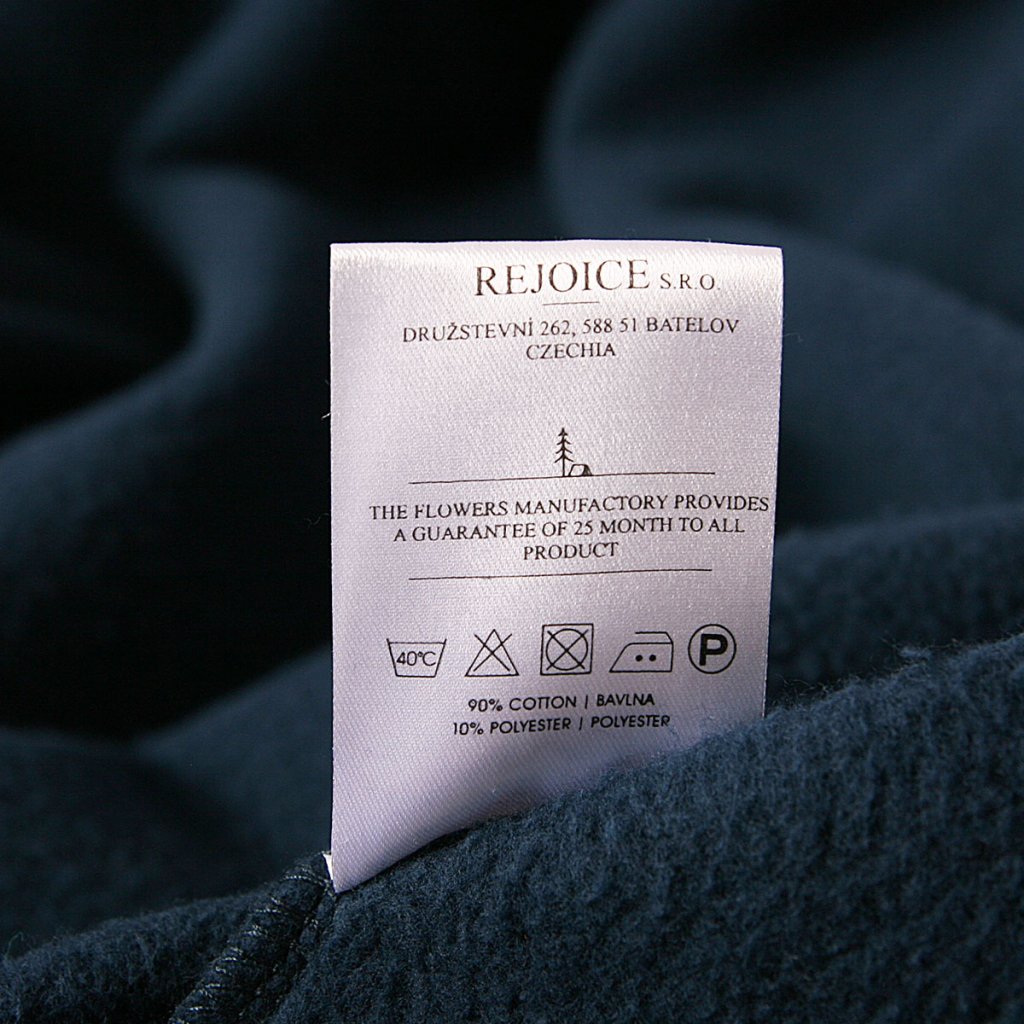 REJOICE S.R.O.
DRUŽSTEVNÍ 262, 588 51 BATELOV
CZECHIA
THE FLOWERS MANUFACTORY PROVIDES
A GUARANTEE OF 25 MONTH TO ALL
PRODUCT
40°C P
90% COTTON | BAVLNA
10% POLYESTER | POLYESTER